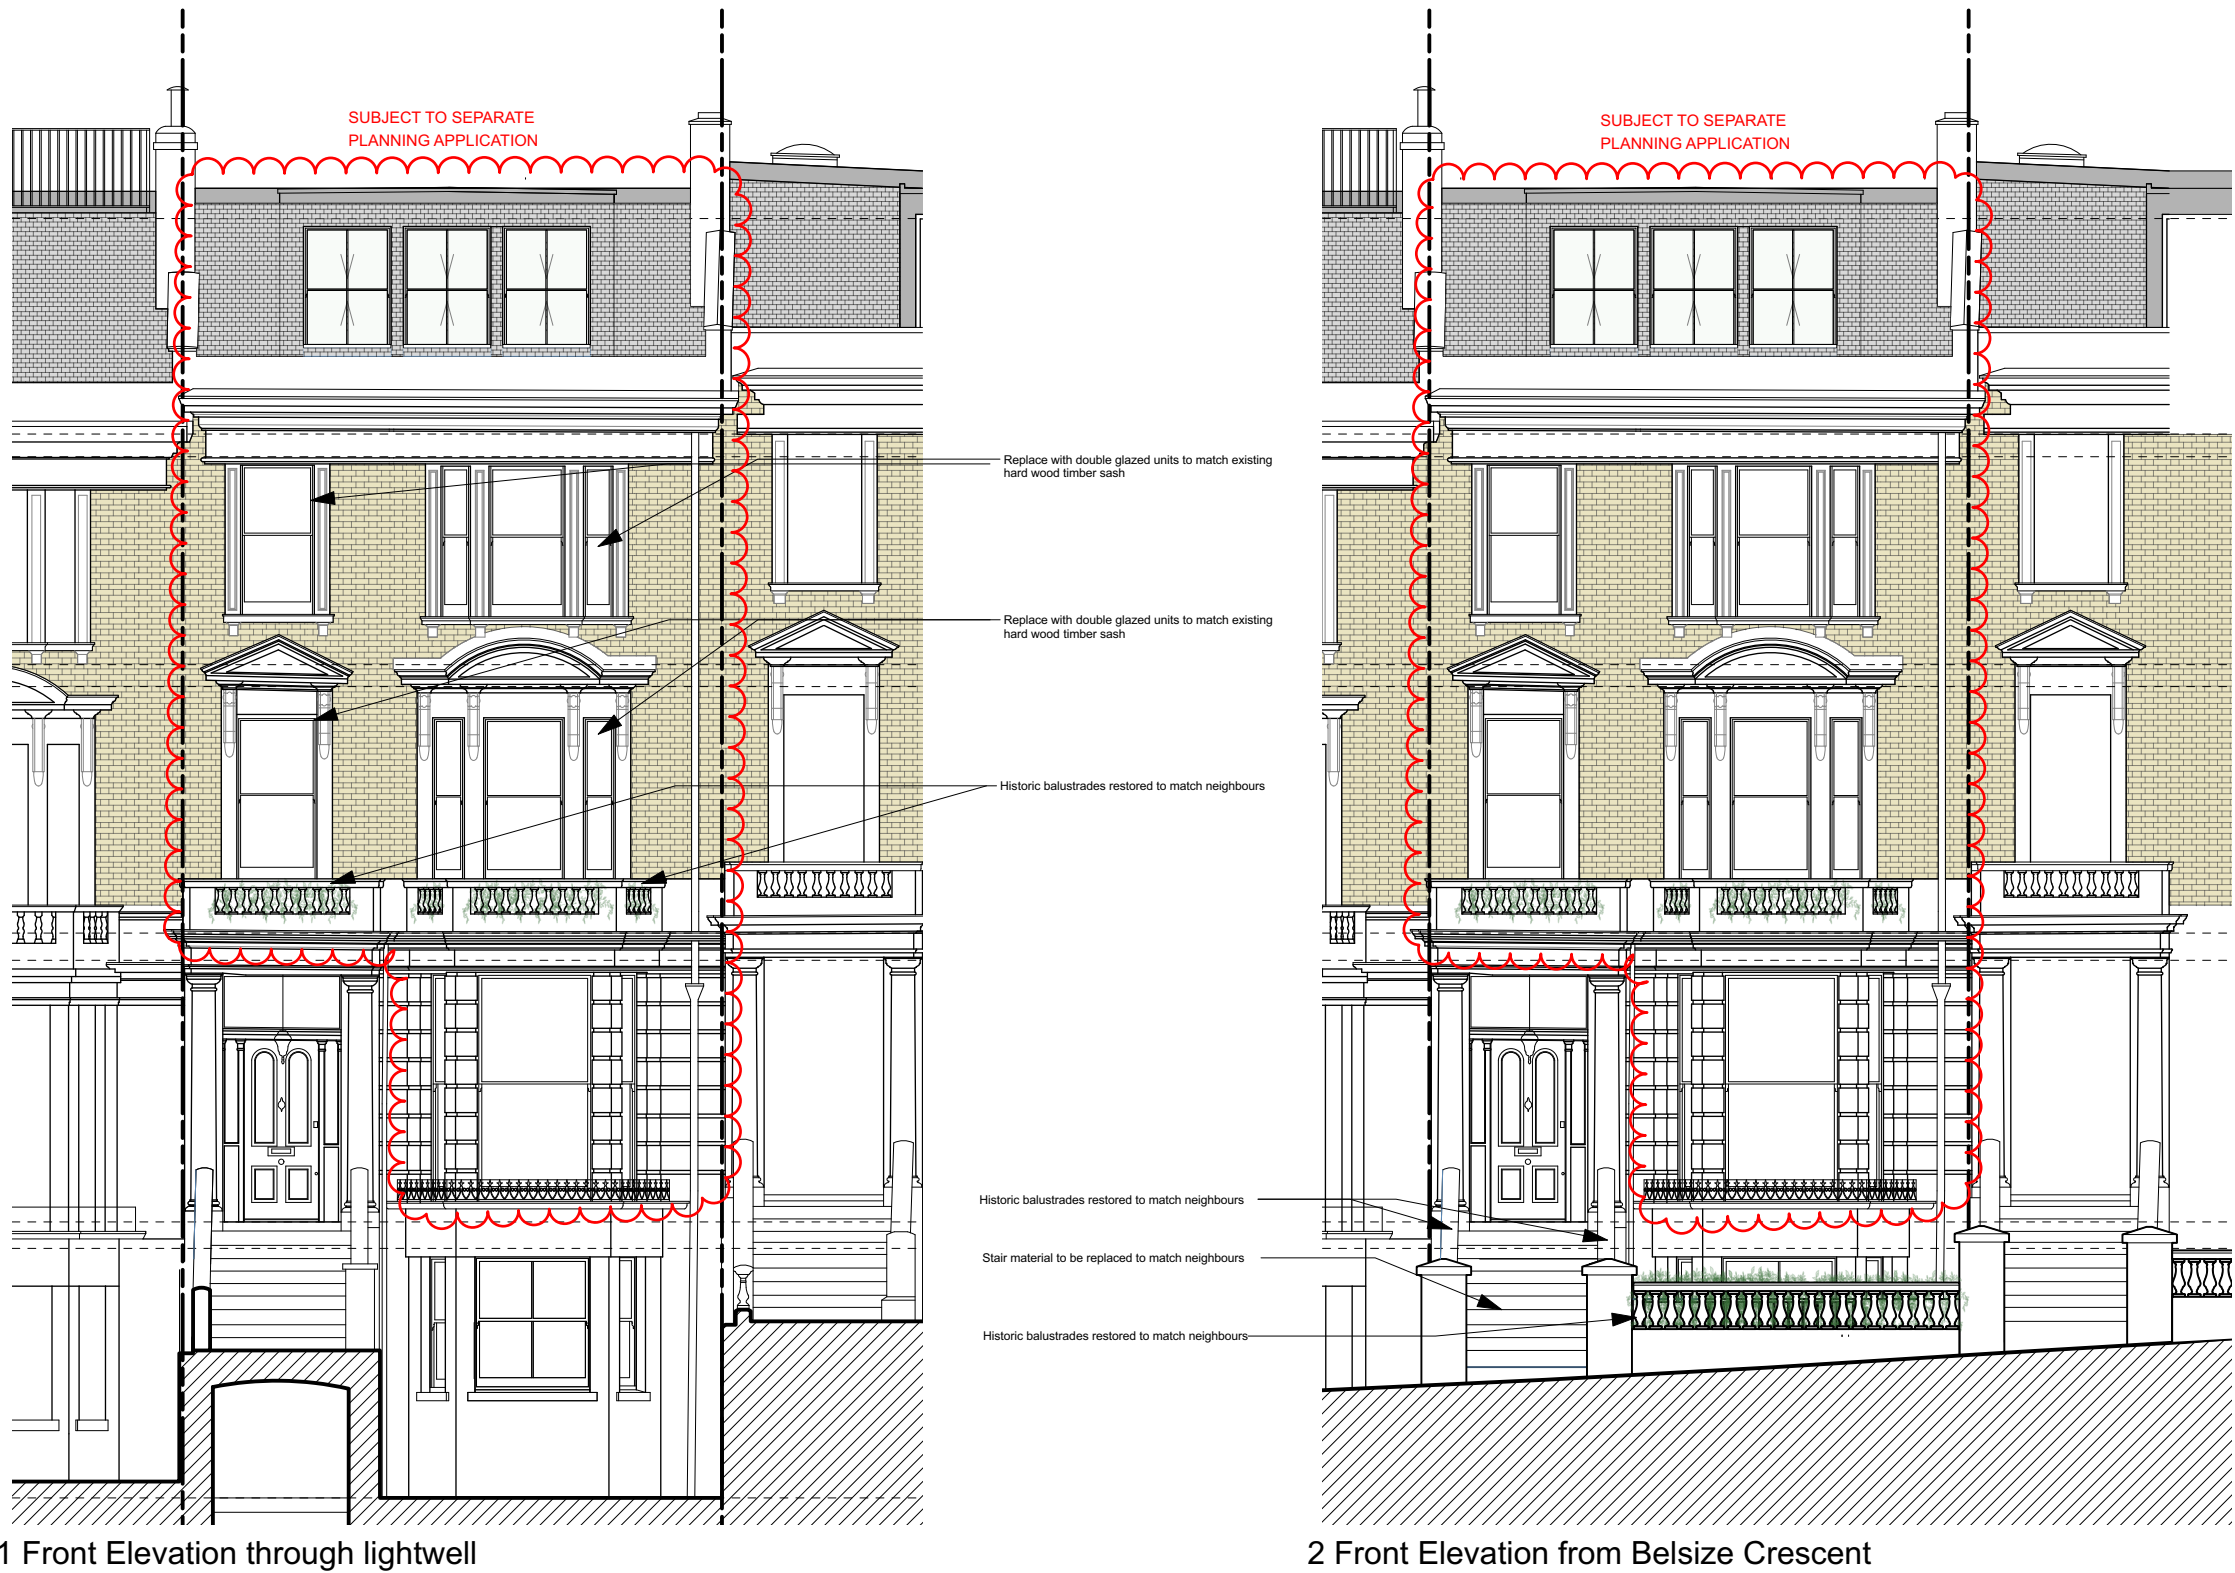 SUBJECT TO SEPARATE
PLANNING APPLICATION
SUBJECT TO SEPARATE
PLANNING APPLICATION
Replace with double glazed units to match existing
hard wood timber sash
Replace with double glazed units to match existing
hard wood timber sash
Historic balustrades restored to match neighbours
Historic balustrades restored to match neighbours
Stair material to be replaced to match neighbours
Historic balustrades restored to match neighbours
1 Front Elevation through lightwell
2 Front Elevation from Belsize Crescent